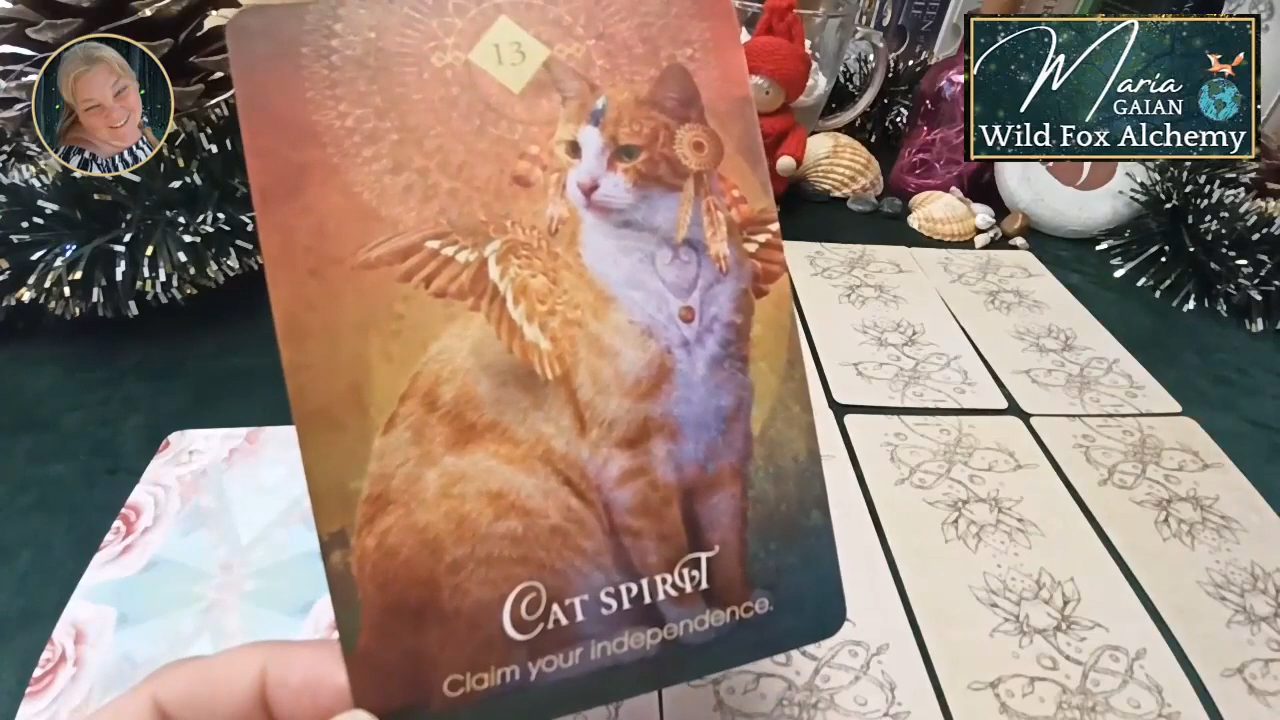 13
Maria
GAIAN
Wild Fox Alchemy
CAT SPIRIT
Claim your independence.